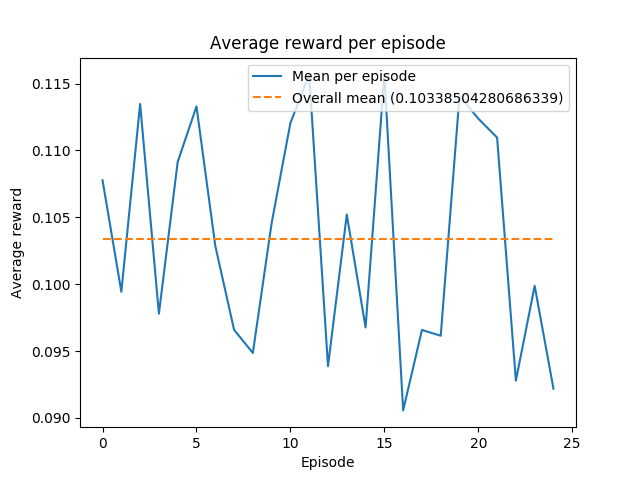 Average reward per episode
Mean per episode
Overall mean (0.10338504280686339)
Average reward
0.115
0.110
0.105
0.100
0.095
0.090
0 5 10 15 20 25
Episode